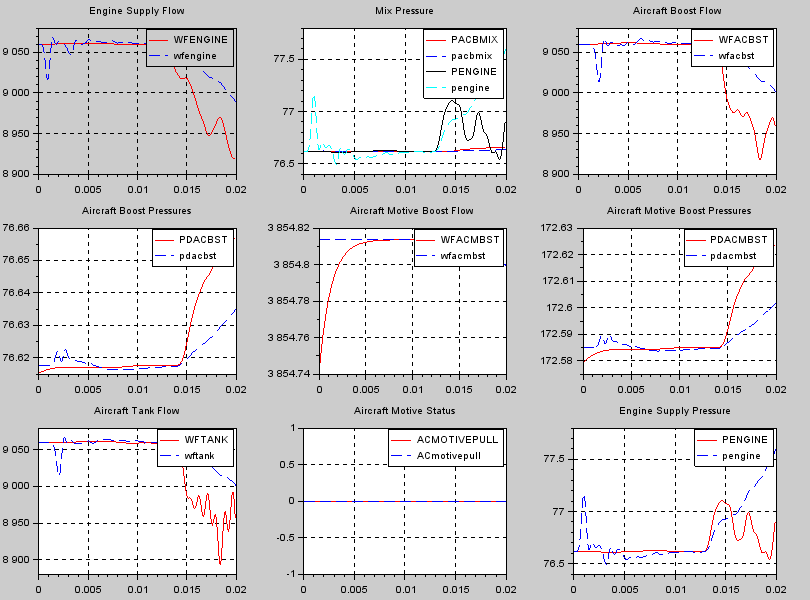 Engine Supply Flow
WFENGINE
wfengine
9 050
9 000
8 950
8 900
0 0.005 0.01 0.015 0.02
Mix Pressure
PACBMIX
pacbmix
PENGINE
pengine
77.5
77
76.5
0 0.005 0.01 0.015 0.02
Aircraft Boost Flow
WFACBST
wfacbst
9 050
9 000
8 950
8 900
0 0.005 0.01 0.015 0.02
Aircraft Boost Pressures
PDACBST
pdacbst
76.66
76.65
76.64
76.63
76.62
0 0.005 0.01 0.015 0.02
Aircraft Motive Boost Flow
WFACMBST
wfacmbst
3 854.82
3 854.8
3 854.78
3 854.76
3 854.74
0 0.005 0.01 0.015 0.02
Aircraft Motive Boost Pressures
PDACMBST
pdacmbst
172.63
172.62
172.61
172.6
172.59
172.58
0 0.005 0.01 0.015 0.02
Aircraft Tank Flow
WFTANK
wftank
9 050
9 000
8 950
8 900
0 0.005 0.01 0.015 0.02
Aircraft Motive Status
ACMOTIVEPULL
ACmotivepull
1
0.5
0
-0.5
-1
0 0.005 0.01 0.015 0.02
Engine Supply Pressure
PENGINE
pengine
77.5
77
76.5
0 0.005 0.01 0.015 0.02